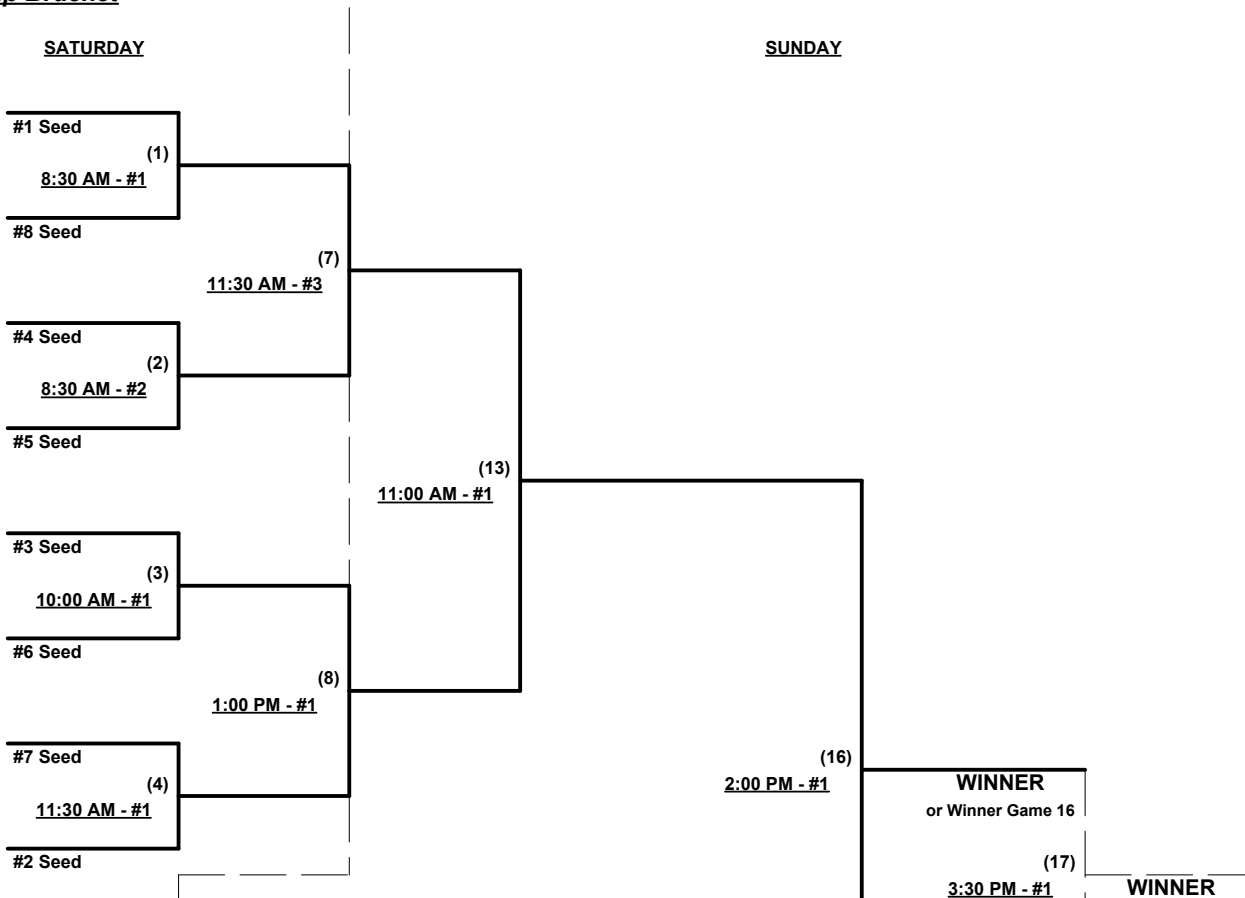 Bracket
SATURDAY
SUNDAY
#1 Seed
(1)
8:30 AM - #1
#8 Seed
(7)
11:30 AM - #3
#4 Seed
(2)
8:30 AM - #2
#5 Seed
(13)
11:00 AM - #1
#3 Seed
(3)
10:00 AM - #1
#6 Seed
(8)
1:00 PM - #1
#7 Seed
(4)
11:30 AM - #1
#2 Seed
(16)
2:00 PM - #1
WINNER
or Winner Game 16
(17)
3:30 PM - #1
WINNER